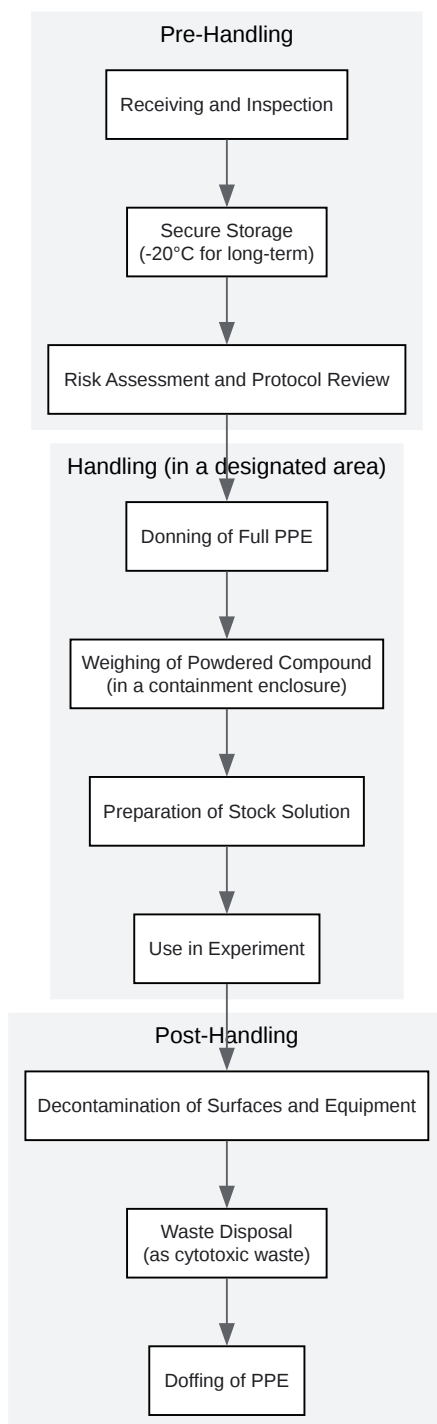 Pre-Handling
Receiving and Inspection
Secure Storage
(-20°C for long-term)
Risk Assessment and Protocol Review
Handling (in a designated area)
Donning of Full PPE
Weighing of Powdered Compound
(in a containment enclosure)
Preparation of Stock Solution
Use in Experiment
Post-Handling
Decontamination of Surfaces and Equipment
Waste Disposal
(as cytotoxic waste)
Doffing of PPE